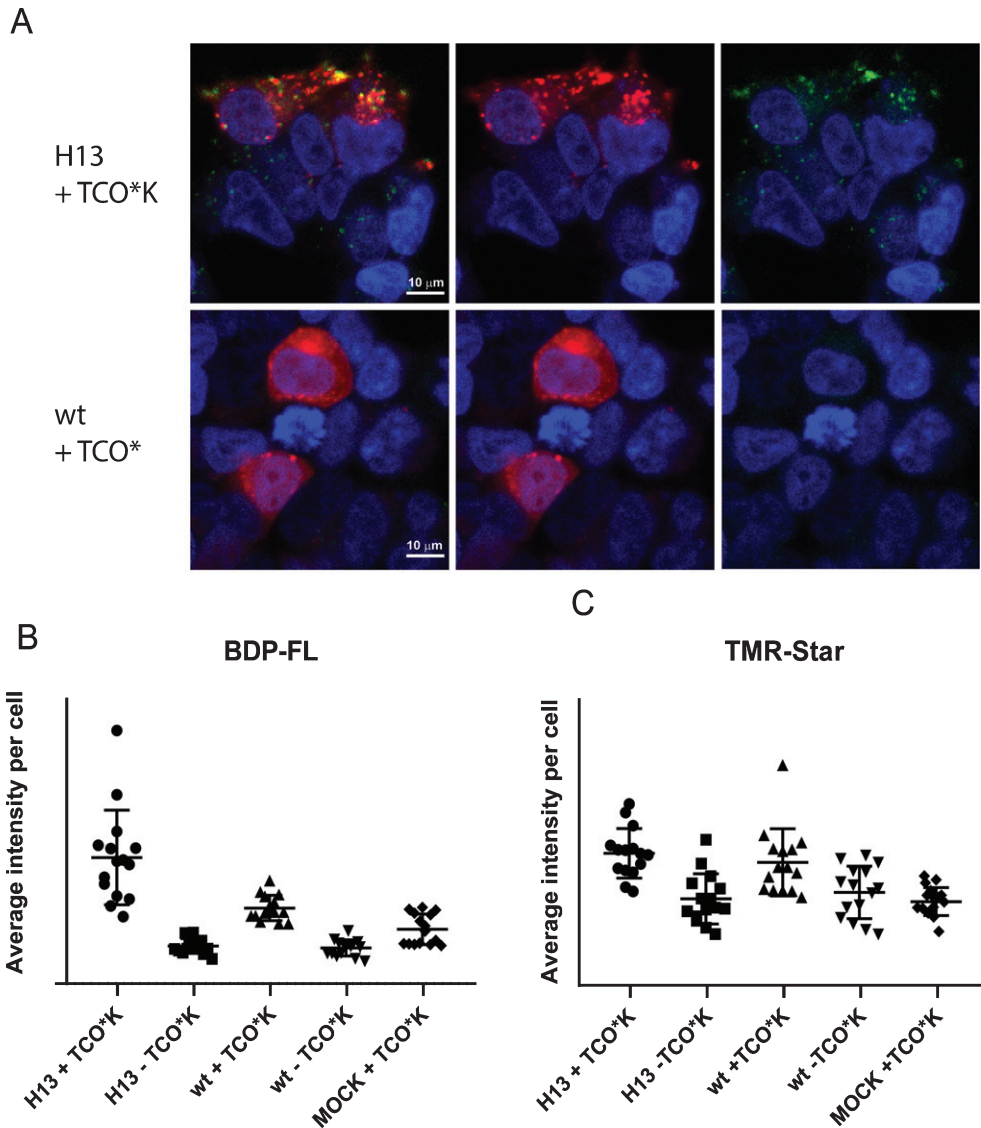 A
H13
+ TCO*K
10 μm
wt
+ TCO*
10 μm
C
B
BDP-FL
TMR-Star
Average intensity per cell
Average intensity per cell
H13 + TCO*K
H13 - TCO*K
wt + TCO*K
wt - TCO*K
MOCK + TCO*K
H13 + TCO*K
H13 -TCO*K
wt +TCO*K
wt -TCO*K
MOCK +TCO*K